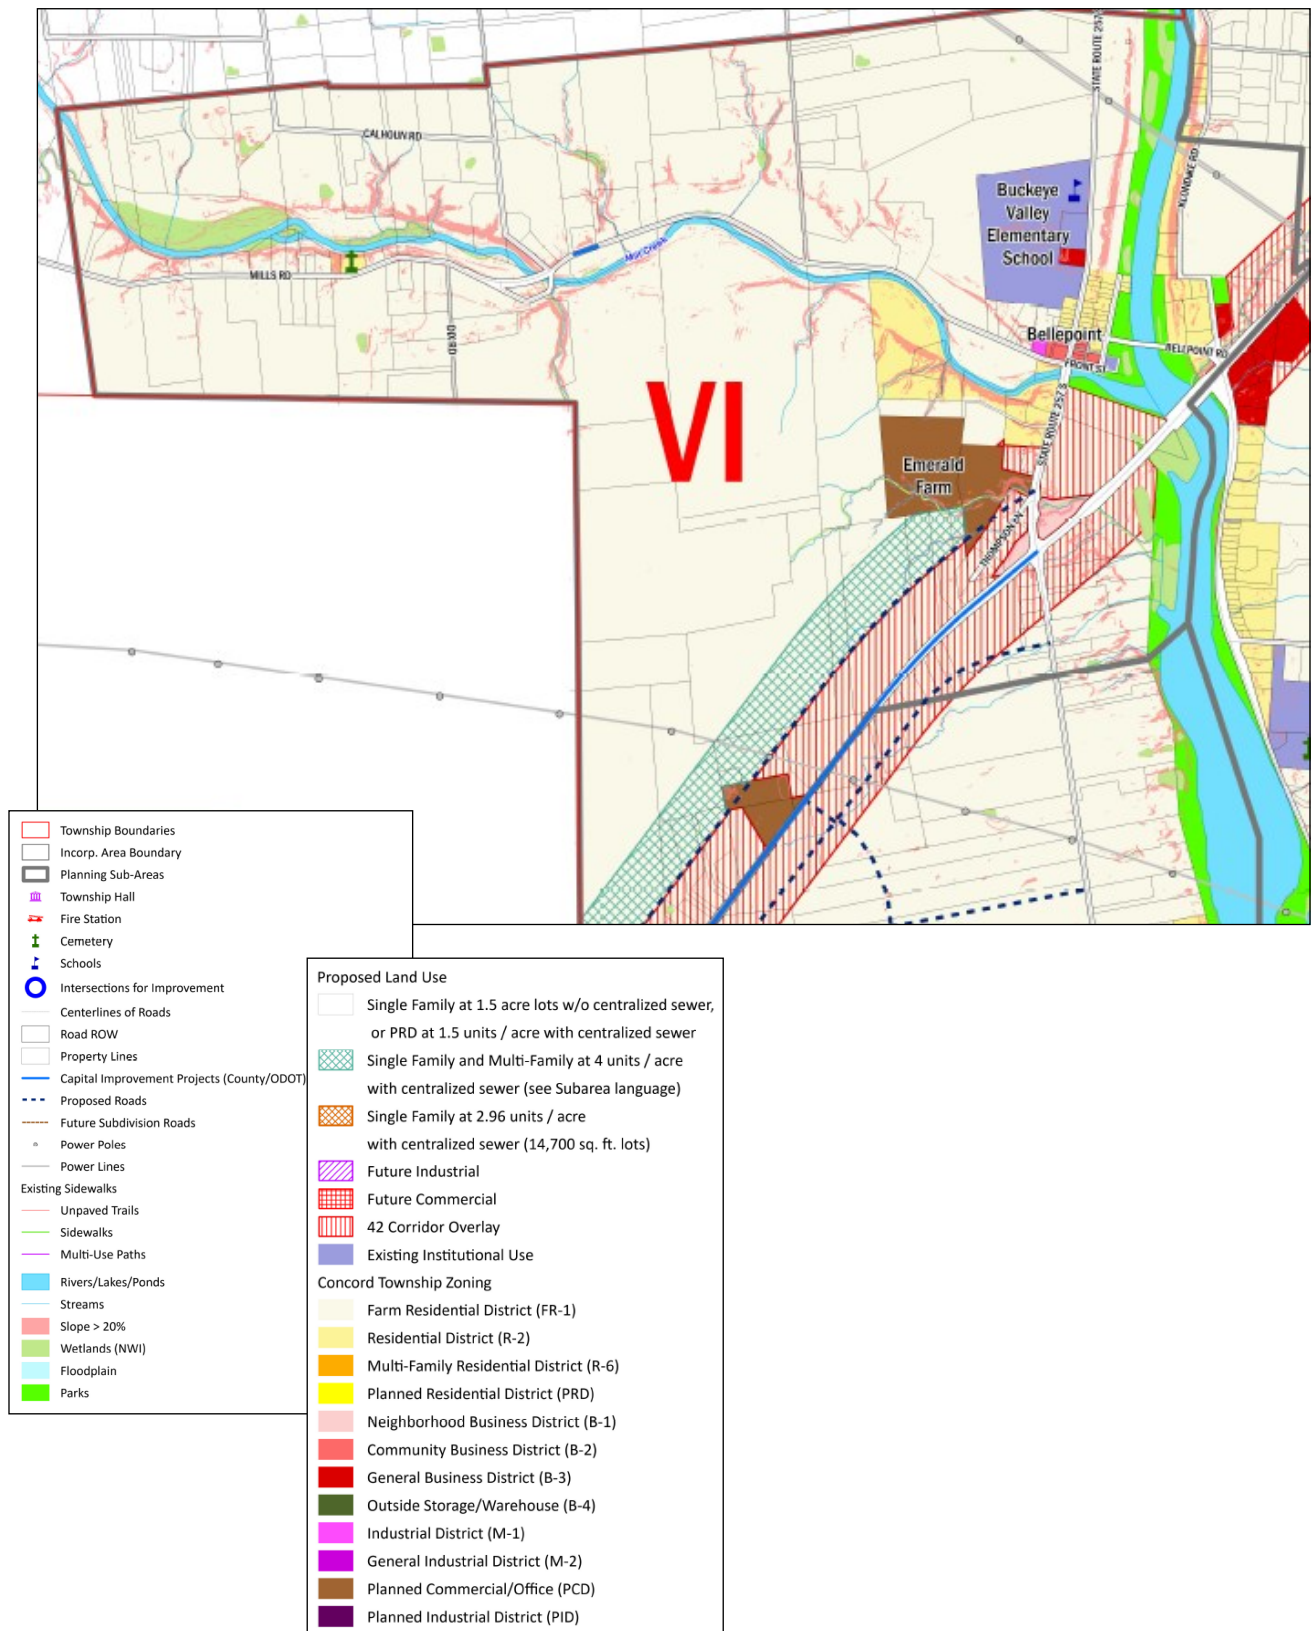 STATE ROUTE 257 S
CALHOUN RD
KLONDIKE RD
Buckeye
Valley
Elementary
School
Mill Creek
MILLS RD
DEGOOD RD
Bellepoint
BELLPOINT RD
FRONT ST
VI
STATE ROUTE 257 S
Emerald
Farm
THOMPSON LN
Township Boundaries
Incorp. Area Boundary
Planning Sub-Areas
Township Hall
Fire Station
Cemetery
Schools
Intersections for Improvement
Centerlines of Roads
Road ROW
Property Lines
Capital Improvement Projects (County/ODOT)
Proposed Roads
Future Subdivision Roads
Power Poles
Power Lines
Existing Sidewalks
Unpaved Trails
Sidewalks
Multi-Use Paths
Rivers/Lakes/Ponds
Streams
Slope > 20%
Wetlands (NWI)
Floodplain
Parks
Proposed Land Use
Single Family at 1.5 acre lots w/o centralized sewer,
or PRD at 1.5 units / acre with centralized sewer
Single Family and Multi-Family at 4 units / acre
with centralized sewer (see Subarea language)
Single Family at 2.96 units / acre
with centralized sewer (14,700 sq. ft. lots)
Future Industrial
Future Commercial
42 Corridor Overlay
Existing Institutional Use
Concord Township Zoning
Farm Residential District (FR-1)
Residential District (R-2)
Multi-Family Residential District (R-6)
Planned Residential District (PRD)
Neighborhood Business District (B-1)
Community Business District (B-2)
General Business District (B-3)
Outside Storage/Warehouse (B-4)
Industrial District (M-1)
General Industrial District (M-2)
Planned Commercial/Office (PCD)
Planned Industrial District (PID)